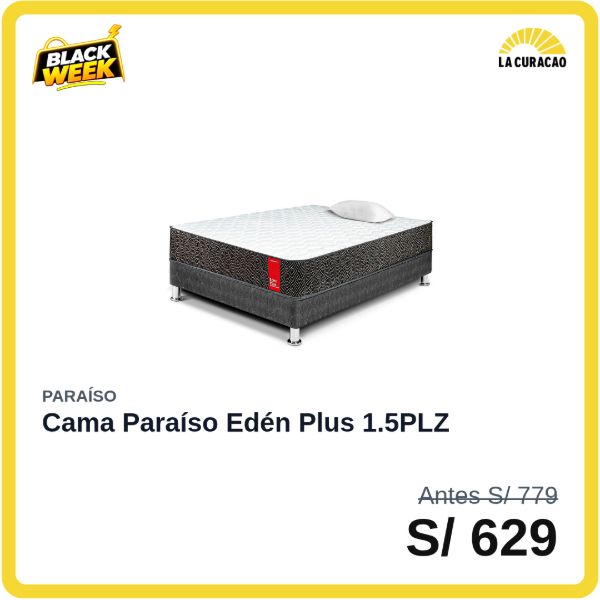 BLACK
WEEK
LA CURACAO
PARAÍSO
Cama Paraíso Edén Plus 1.5PLZ
Antes S/ 779
S/ 629